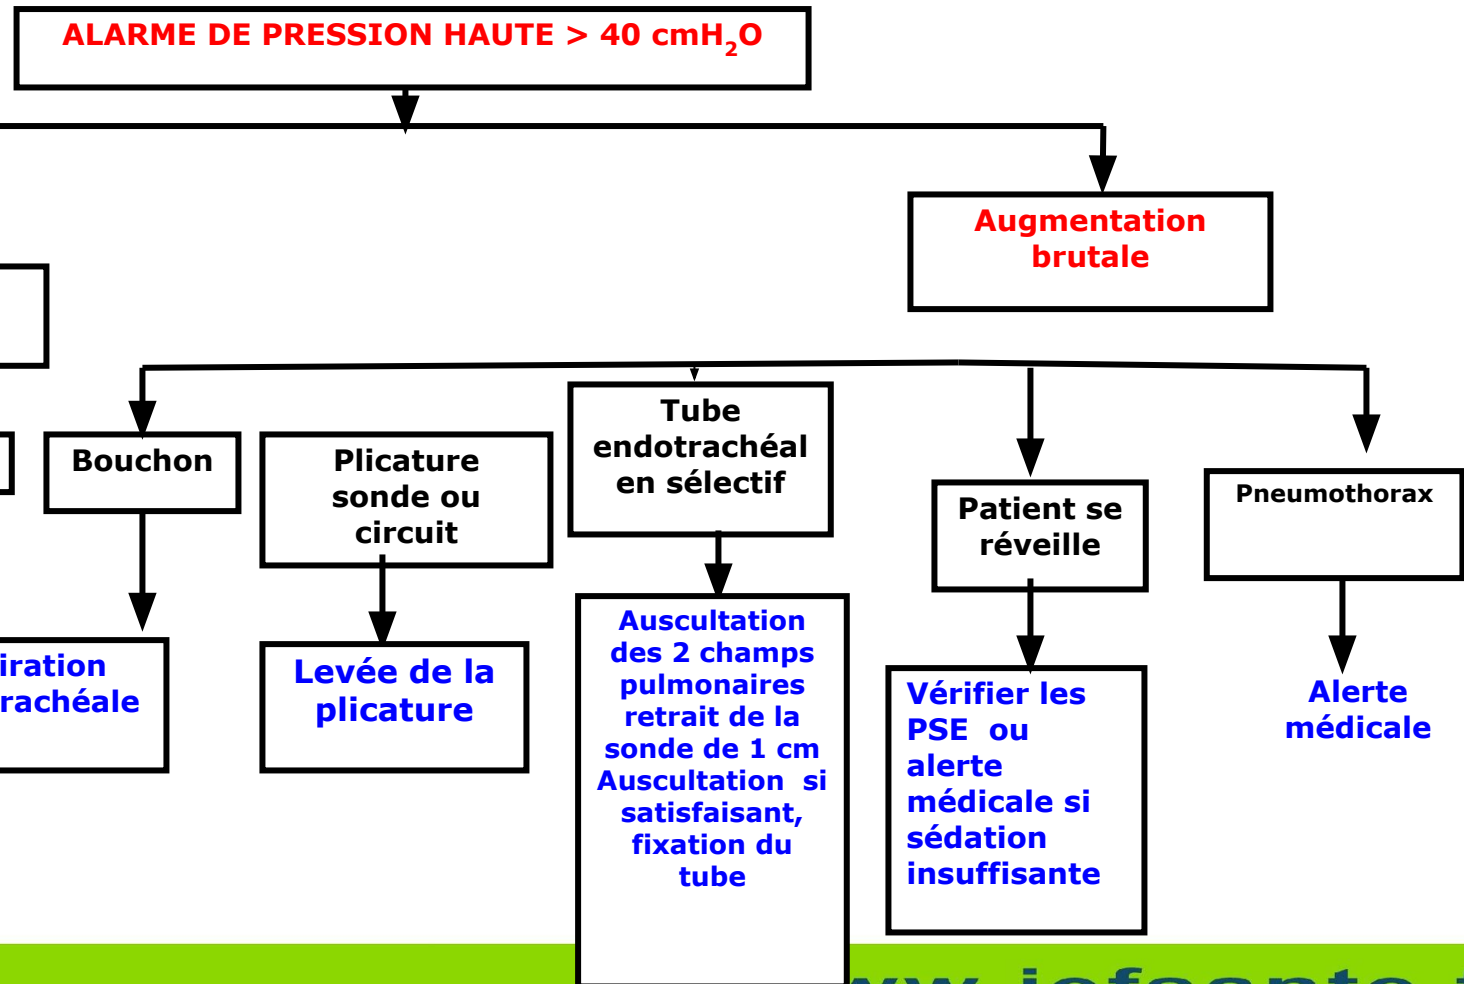 ALARME DE PRESSION HAUTE > 40 cmH₂O
Augmentation
brutale
Bouchon
Plicature
sonde ou
circuit
Tube
endotrachéal
en sélectif
Patient se
réveille
Pneumothorax
iration
rachéale
Levée de la
plicature
Auscultation
des 2 champs
pulmonaires
retrait de la
sonde de 1 cm
Auscultation si
satisfaisant,
fixation du
tube
Vérifier les
PSE ou
alerte
médicale si
sédation
insuffisante
Alerte
médicale